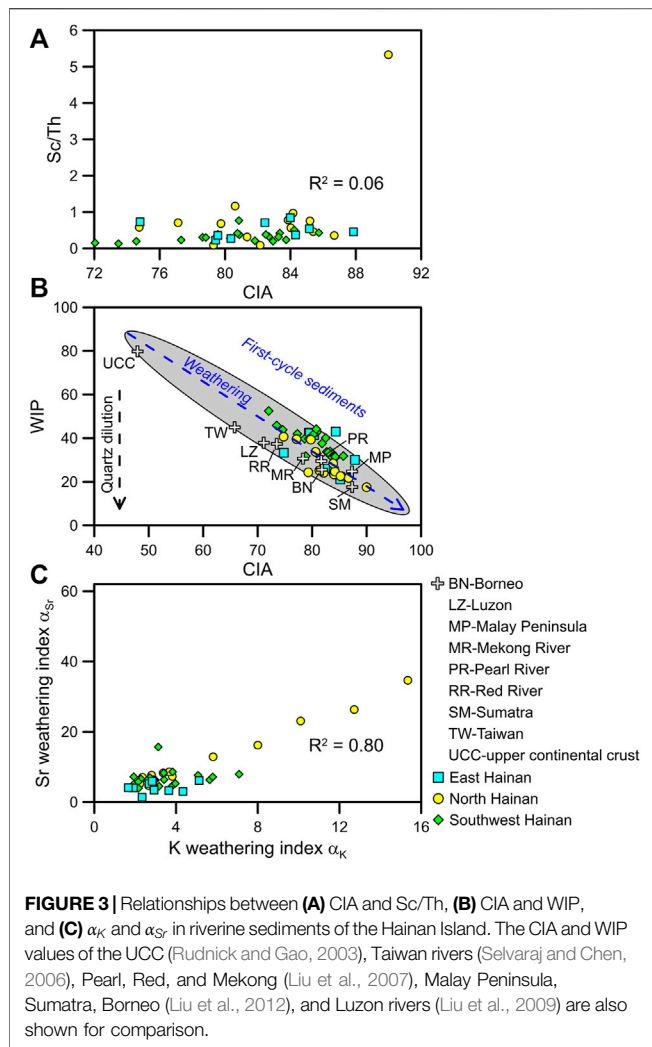 A
6
5
4
3
2
1
0
Sc/Th
R² = 0.06
72 76 80 84 88 92
CIA
B
100
80
60
40
20
0
WIP
First-cycle sediments
Weathering
Quartz dilution
UCC
TW
LZ
RR
MR
BN
PR
MP
SM
40 50 60 70 80 90 100
CIA
C
60
40
20
0
Sr weathering index αSr
R² = 0.80
0 4 8 12 16
K weathering index αK
BN-Borneo
LZ-Luzon
MP-Malay Peninsula
MR-Mekong River
PR-Pearl River
RR-Red River
SM-Sumatra
TW-Taiwan
UCC-upper continental crust
East Hainan
North Hainan
Southwest Hainan
FIGURE 3 | Relationships between (A) CIA and Sc/Th, (B) CIA and WIP,
and (C) αK and αSr in riverine sediments of the Hainan Island. The CIA and WIP
values of the UCC (Rudnick and Gao, 2003), Taiwan rivers (Selvaraj and Chen,
2006), Pearl, Red, and Mekong (Liu et al., 2007), Malay Peninsula,
Sumatra, Borneo (Liu et al., 2012), and Luzon rivers (Liu et al., 2009) are also
shown for comparison.